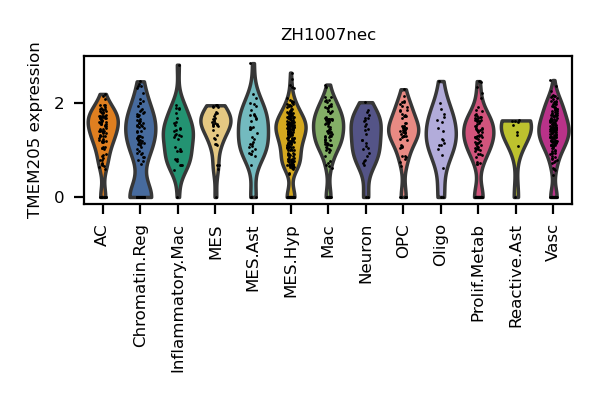 ZH1007nec
TMEM205 expression
2
0
AC
Chromatin.Reg
Inflammatory.Mac
MES
MES.Ast
MES.Hyp
Mac
Neuron
OPC
Oligo
Prolif.Metab
Reactive.Ast
Vasc